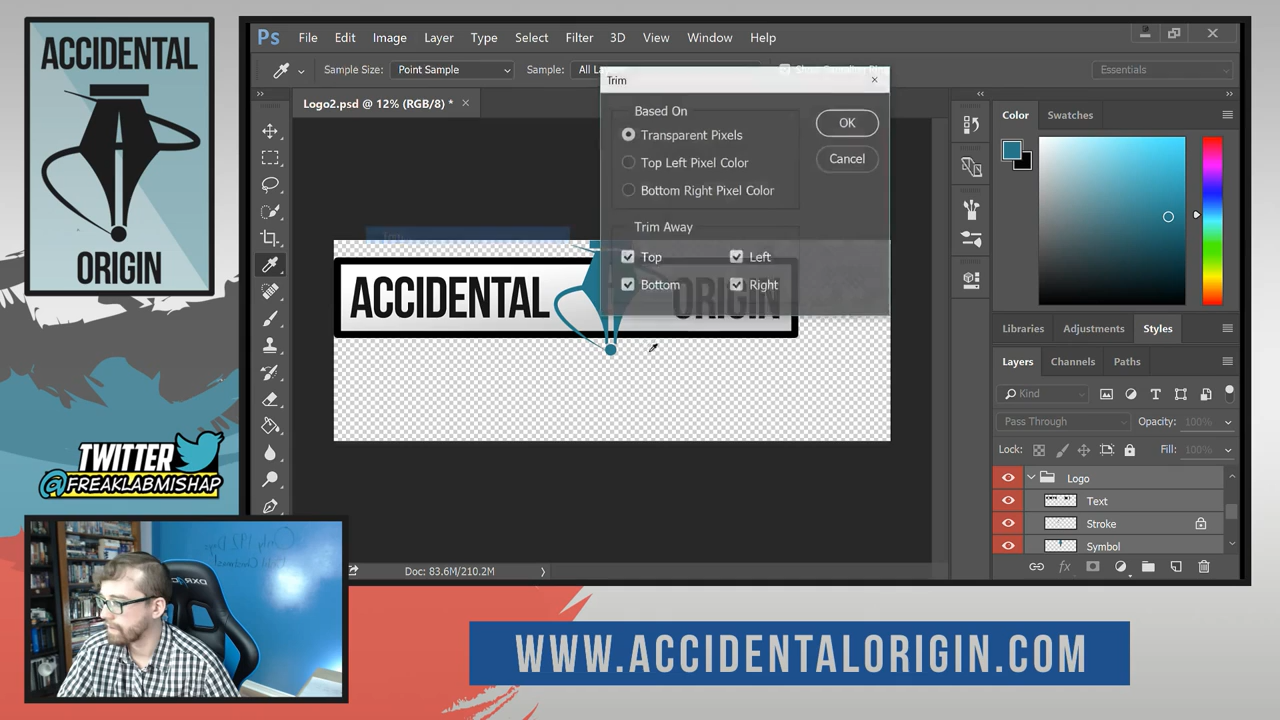 ACCIDENTAL
ORIGIN
TWITTER
@FREAKLABMISHAP
Ps File Edit Image Layer Type Select Filter 3D View Window Help
Sample Size: Point Sample Sample: Essentials
Logo2.psd @ 12% (RGB/8) *
Trim
Based On
Transparent Pixels
Top Left Pixel Color
Bottom Right Pixel Color
OK
Cancel
Trim Away
Top Left
Bottom Right
ACCIDENTAL ORIGIN
Color Swatches
Libraries Adjustments Styles
Layers Channels Paths
Kind
Pass Through Opacity: 100%
Lock: Fill: 100%
Logo
Text
Stroke
Symbol
Doc: 83.6M/210.2M
DXR
WWW.ACCIDENTALORIGIN.COM